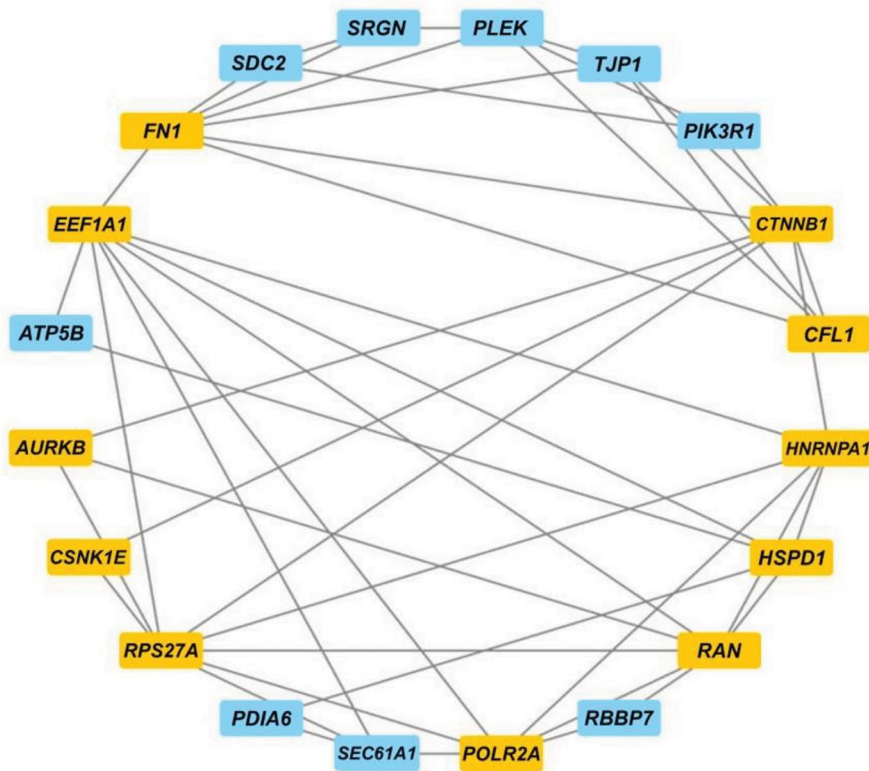 SRGN
PLEK
SDC2
TJP1
FN1
PIK3R1
EEF1A1
CTNNB1
ATP5B
CFL1
AURKB
HNRNPA1
CSNK1E
HSPD1
RPS27A
RAN
PDIA6
RBBP7
SEC61A1
POLR2A